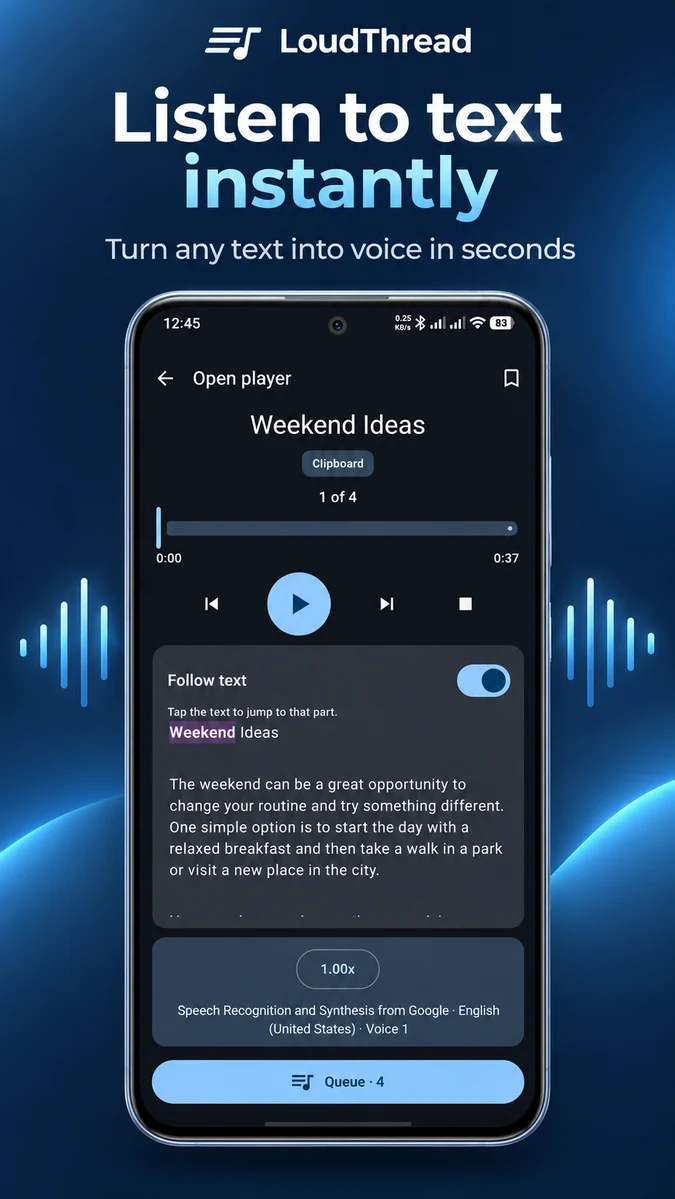 LoudThread
Listen to text
instantly
Turn any text into voice in seconds
12:45
0.25
KB/s
83
Open player
Weekend Ideas
Clipboard
1 of 4
0:00
0:37
Follow text
Tap the text to jump to that part.
Weekend Ideas
The weekend can be a great opportunity to
change your routine and try something different.
One simple option is to start the day with a
relaxed breakfast and then take a walk in a park
or visit a new place in the city.
1.00x
Speech Recognition and Synthesis from Google · English
(United States) · Voice 1
Queue · 4